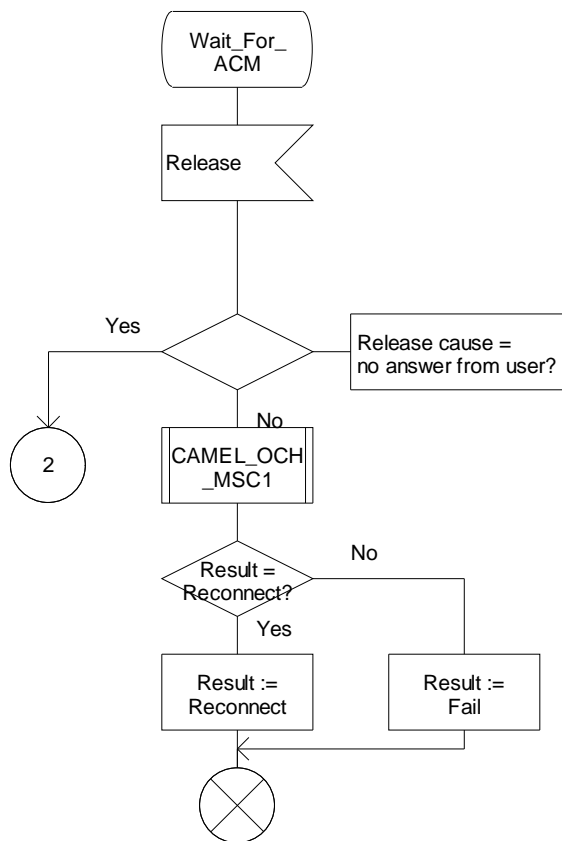 Wait_For_
ACM
Release
Yes
Release cause =
no answer from user?
2
No
CAMEL_OCH
_MSC1
Result =
Reconnect?
No
Yes
Result :=
Reconnect
Result :=
Fail